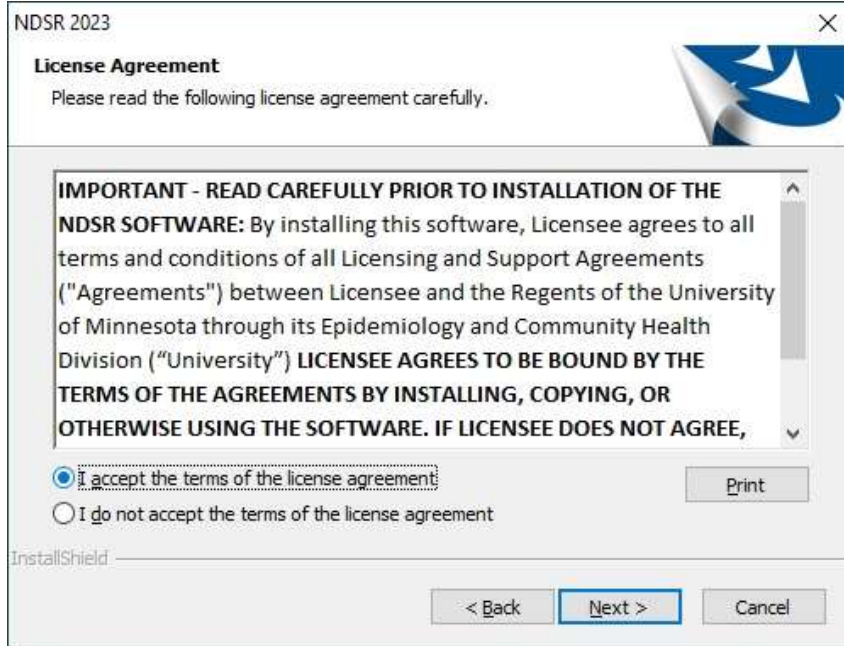 NDSR 2023
License Agreement
Please read the following license agreement carefully.
IMPORTANT - READ CAREFULLY PRIOR TO INSTALLATION OF THE
NDSR SOFTWARE: By installing this software, Licensee agrees to all
terms and conditions of all Licensing and Support Agreements
("Agreements") between Licensee and the Regents of the University
of Minnesota through its Epidemiology and Community Health
Division (“University”) LICENSEE AGREES TO BE BOUND BY THE
TERMS OF THE AGREEMENTS BY INSTALLING, COPYING, OR
OTHERWISE USING THE SOFTWARE. IF LICENSEE DOES NOT AGREE,
I accept the terms of the license agreement
Print
I do not accept the terms of the license agreement
InstallShield
< Back Next > Cancel